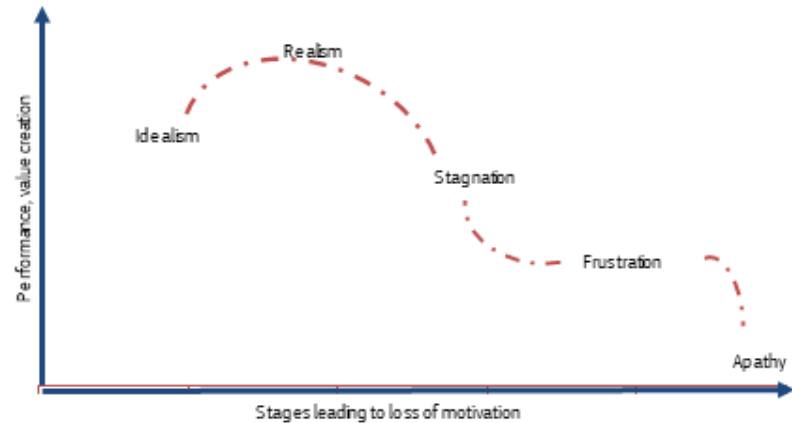 Realism
Idealism
Stagnation
Frustration
Apathy
Performance, value creation
Stages leading to loss of motivation